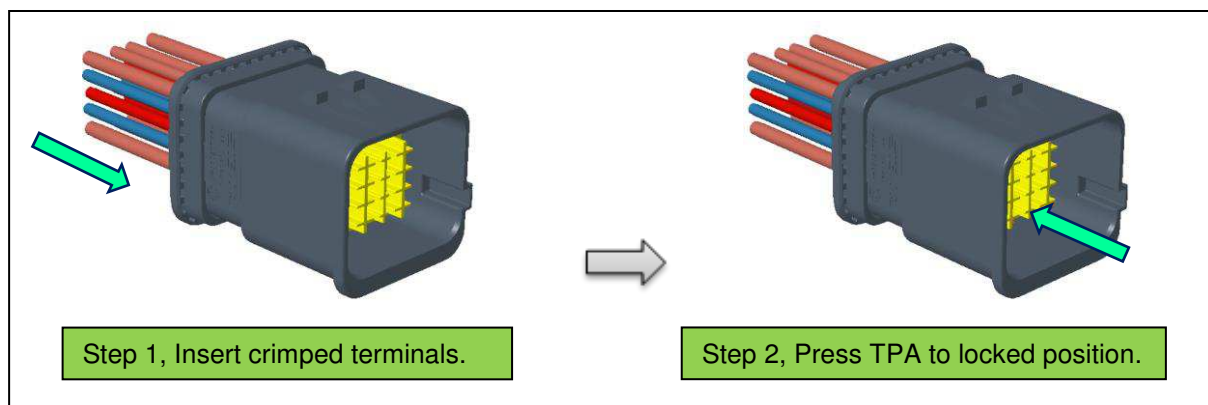 Step 1, Insert crimped terminals.
Step 2, Press TPA to locked position.